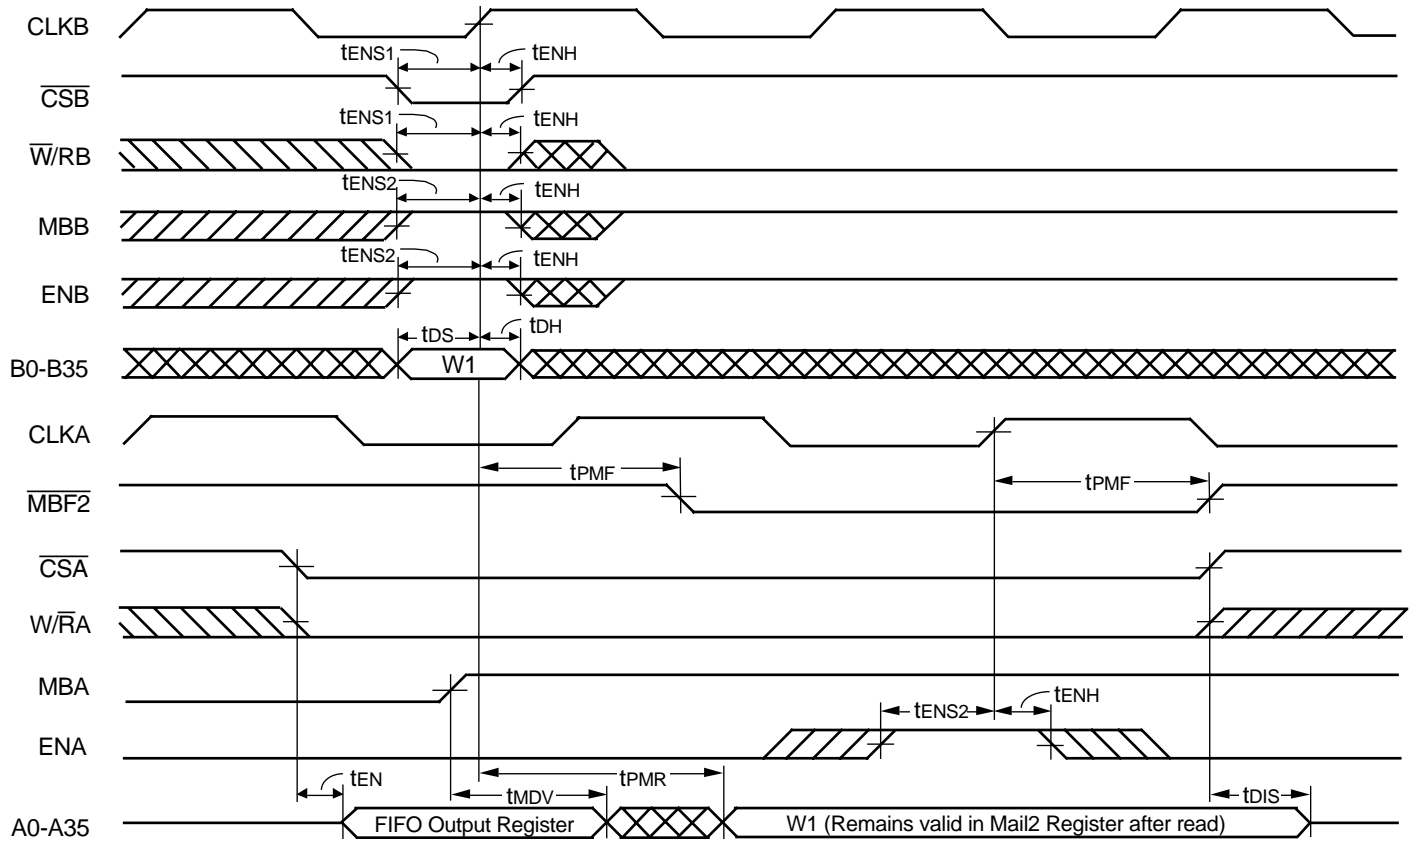 CLKB
tENS1 tENH
CSB
tENS1 tENH
W/RB
tENS2 tENH
MBB
tENS2 tENH
ENB
tDS tDH
B0-B35 W1
CLKA
tPMF tPMF
MBF2
CSA
W/RA
MBA
tENS2 tENH
ENA
tEN tPMR
tMDV tDIS
A0-A35 FIFO Output Register W1 (Remains valid in Mail2 Register after read)